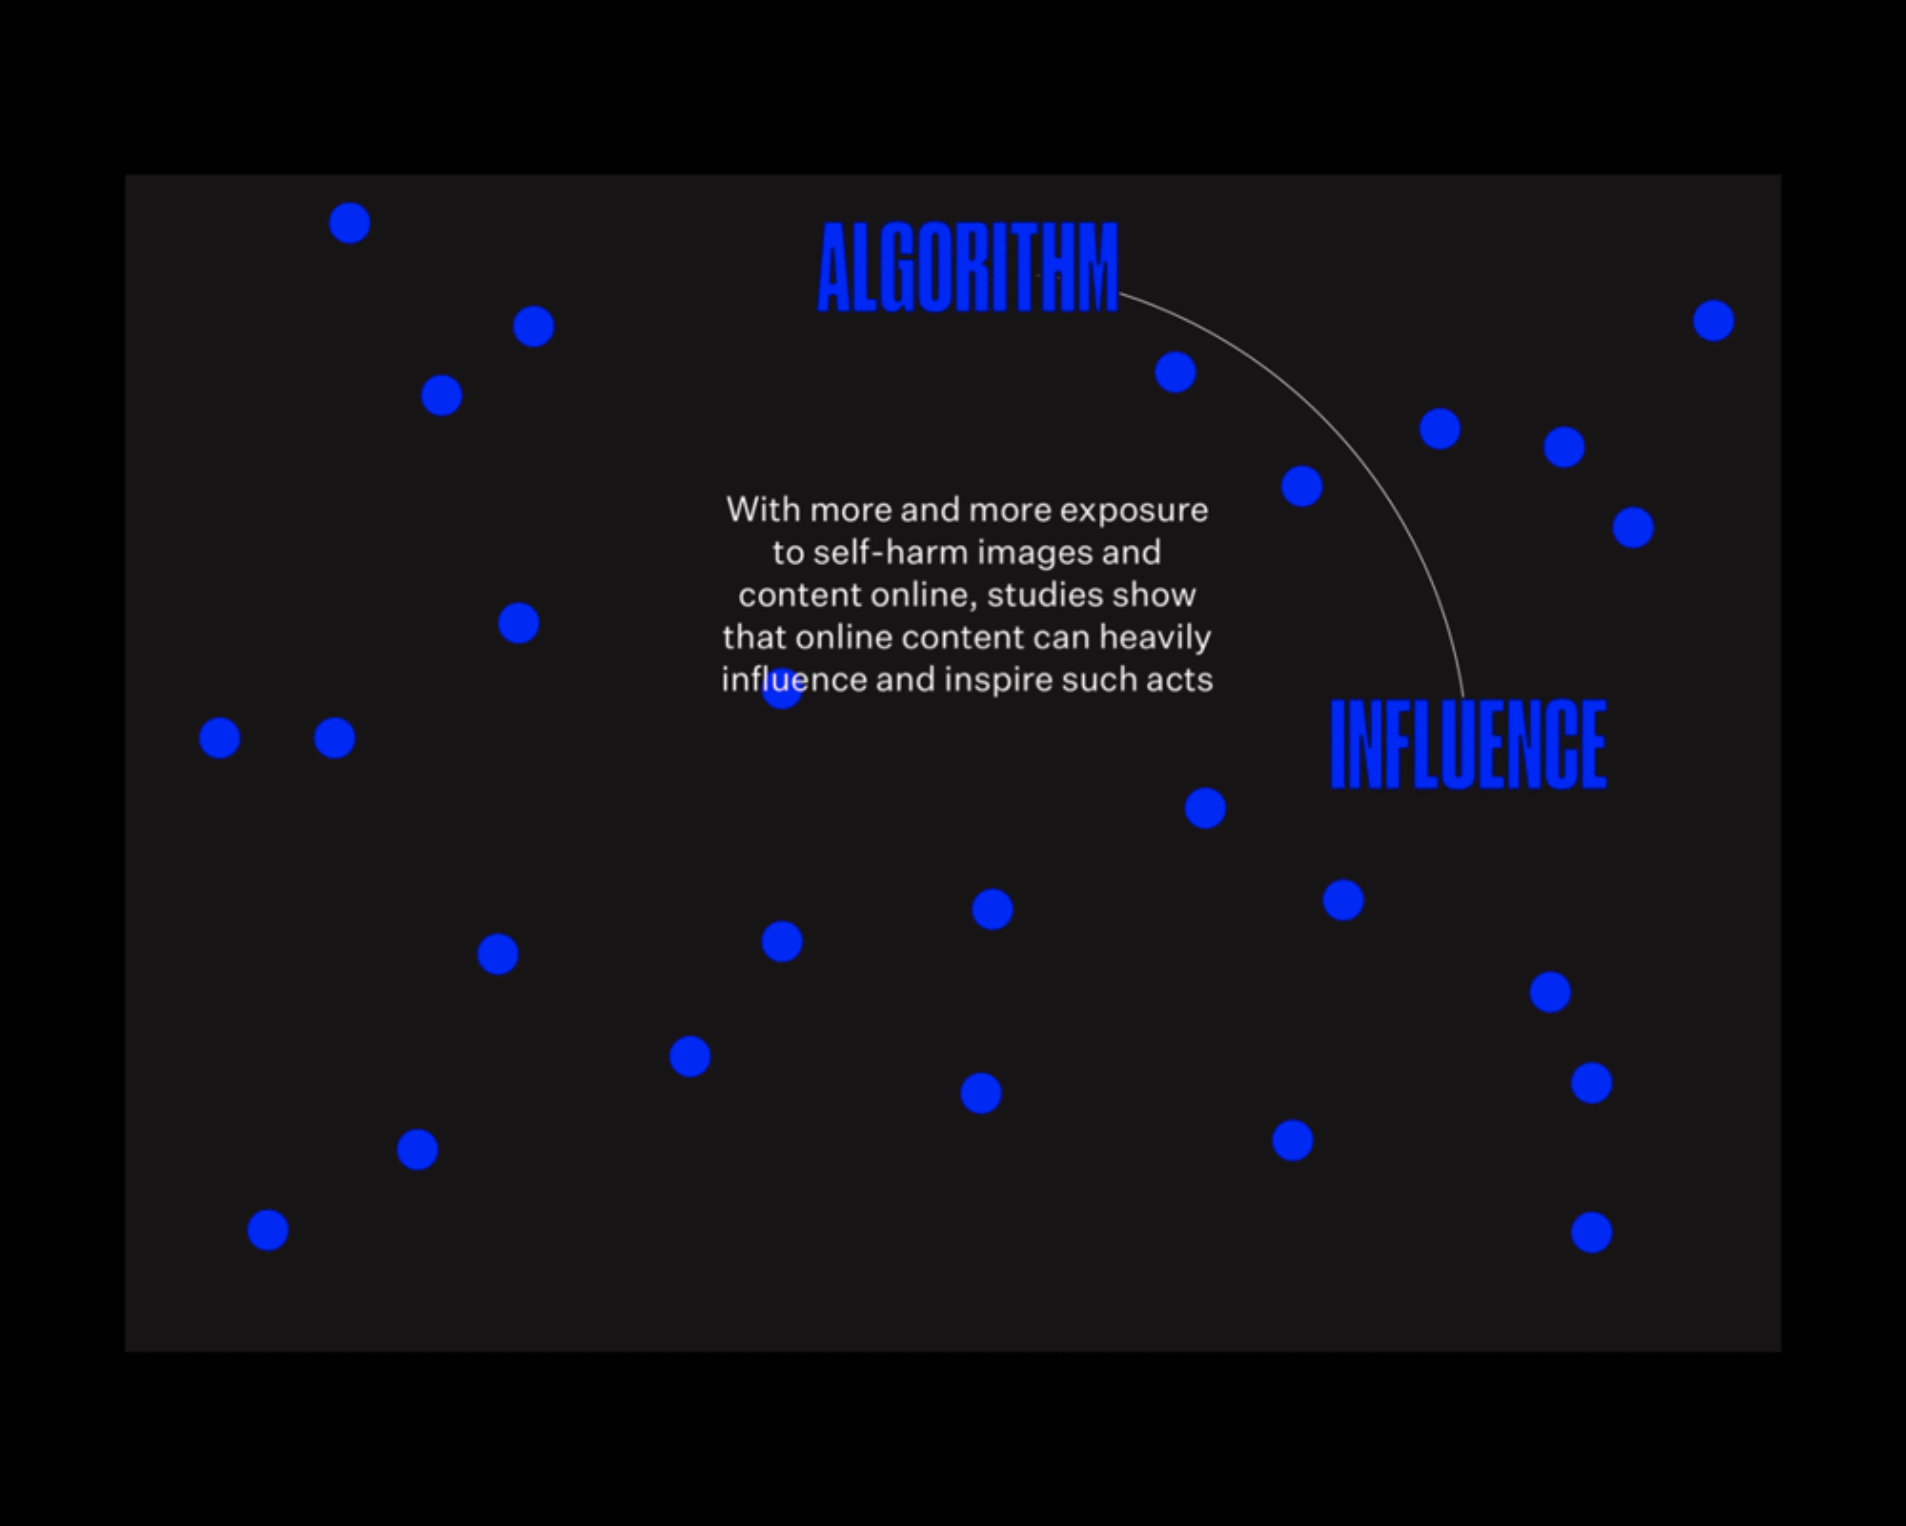 ALGORITHM
With more and more exposure
to self-harm images and
content online, studies show
that online content can heavily
influence and inspire such acts
INFLUENCE